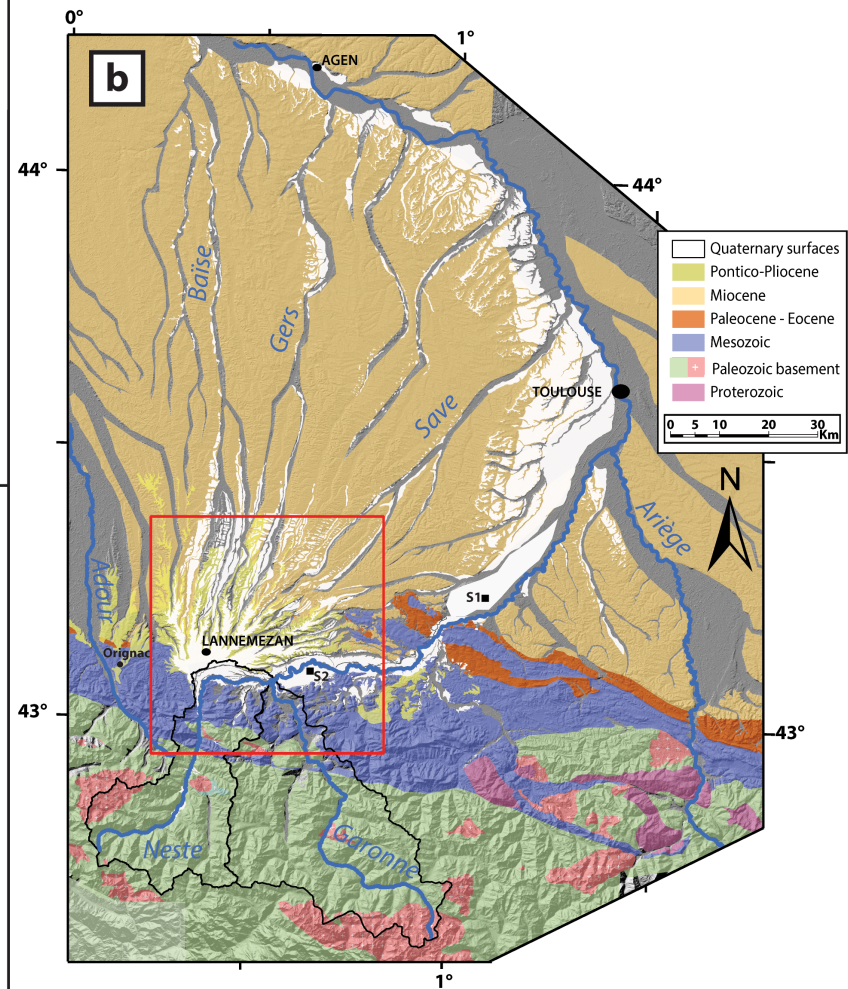 0°
1°
b
AGEN
44°
44°
Quaternary surfaces
Pontico-Pliocene
Miocene
Paleocene - Eocene
Mesozoic
Paleozoic basement
Proterozoic
0 5 10 20 30
Km
Baïse
Gers
Save
TOULOUSE
N
Ariège
Adour
S1
LANNEMEZAN
Orignac
S2
43°
43°
Neste
Garonne
1°